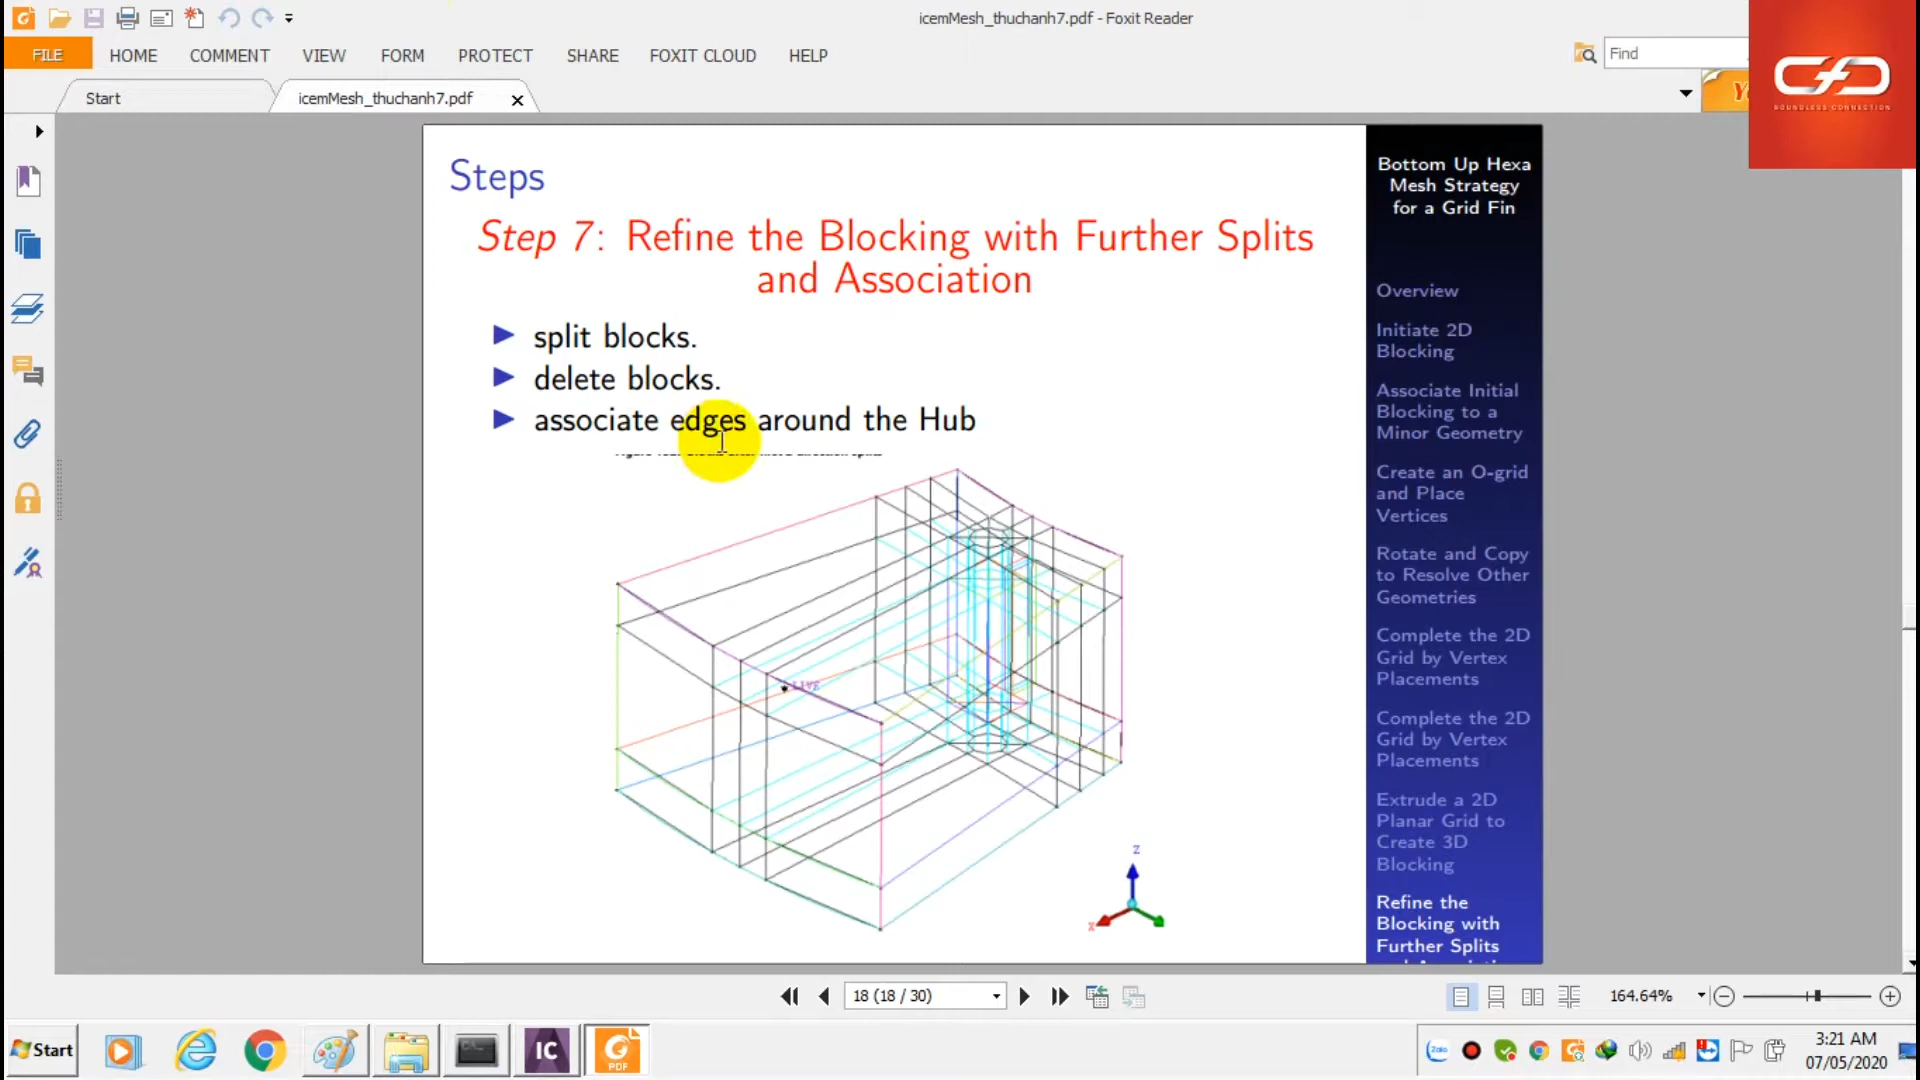 icemMesh_thuchanh7.pdf - Foxit Reader
FILE HOME COMMENT VIEW FORM PROTECT SHARE FOXIT CLOUD HELP
Find
Start
icemMesh_thuchanh7.pdf
BOUNDLESS CONNECTION
Steps
Step 7: Refine the Blocking with Further Splits
and Association
split blocks.
delete blocks.
associate edges around the Hub
LIVE
Z
X
Bottom Up Hexa
Mesh Strategy
for a Grid Fin
Overview
Initiate 2D
Blocking
Associate Initial
Blocking to a
Minor Geometry
Create an O-grid
and Place
Vertices
Rotate and Copy
to Resolve Other
Geometries
Complete the 2D
Grid by Vertex
Placements
Complete the 2D
Grid by Vertex
Placements
Extrude a 2D
Planar Grid to
Create 3D
Blocking
Refine the
Blocking with
Further Splits
18 (18 / 30)
164.64%
Start
IC
PDF
Zalo
3:21 AM
07/05/2020